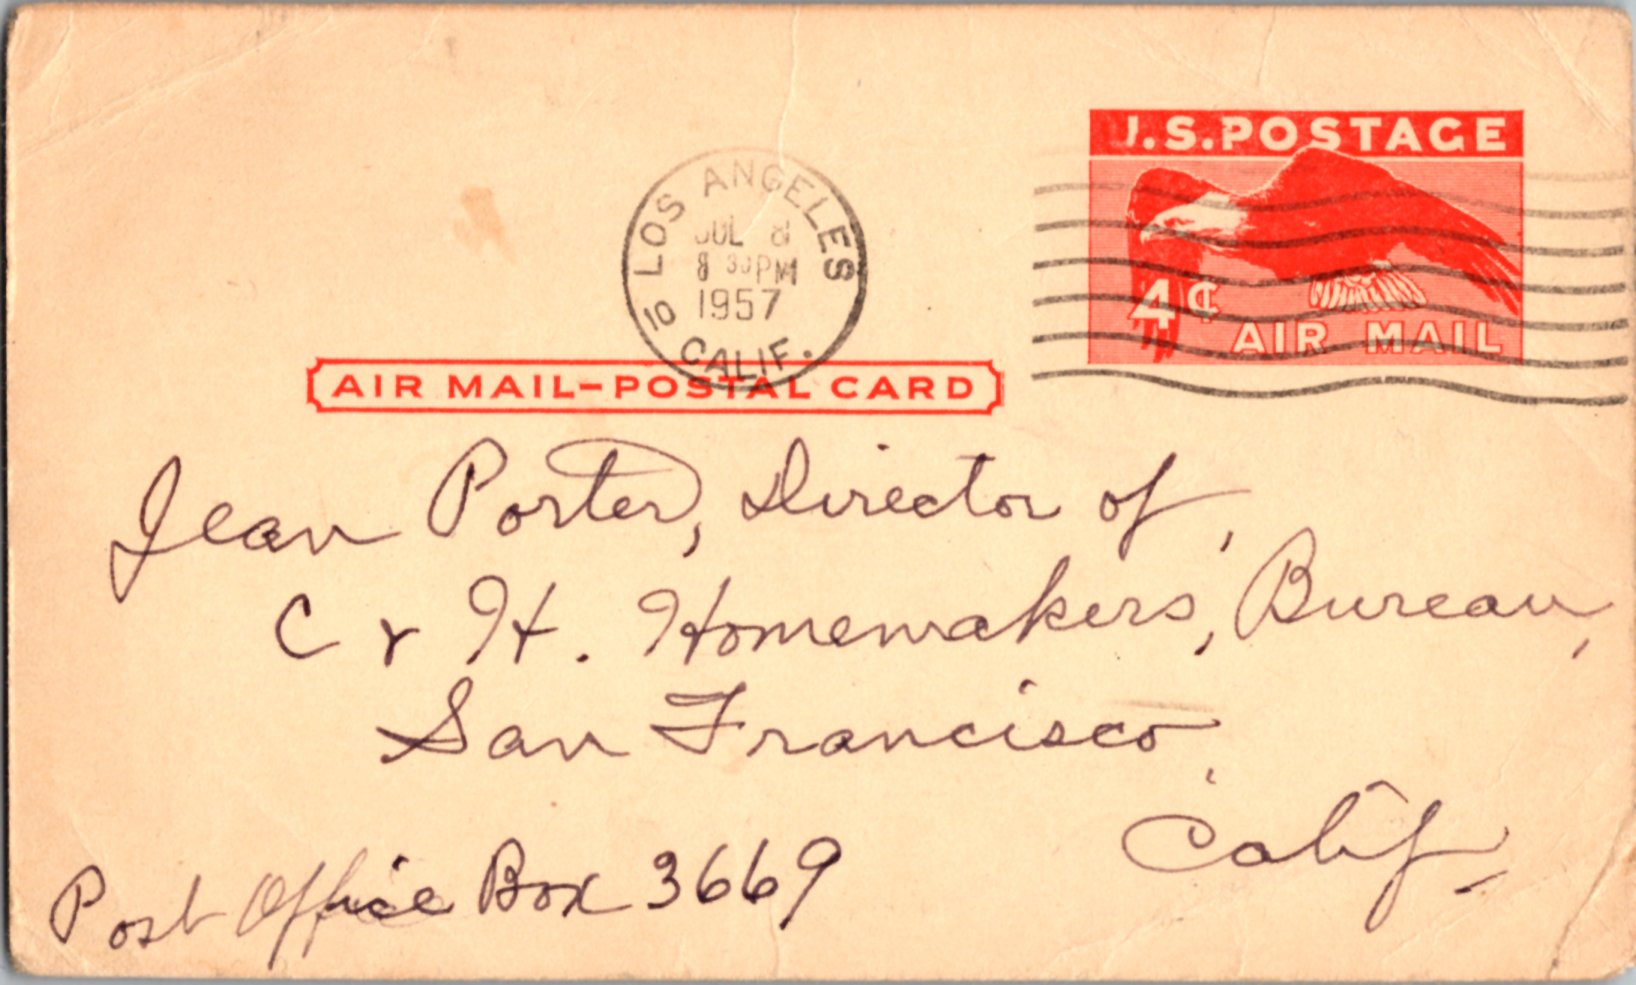 U.S.POSTAGE
4¢
AIR MAIL
LOS ANGELES
JUL 8
8 30 PM
1957
10
CALIF.
AIR MAIL-POSTAL CARD
Jean Porter, Director of,
C & H. Homemakers, Bureau,
San Francisco,
Calif.
Post Office Box 3669